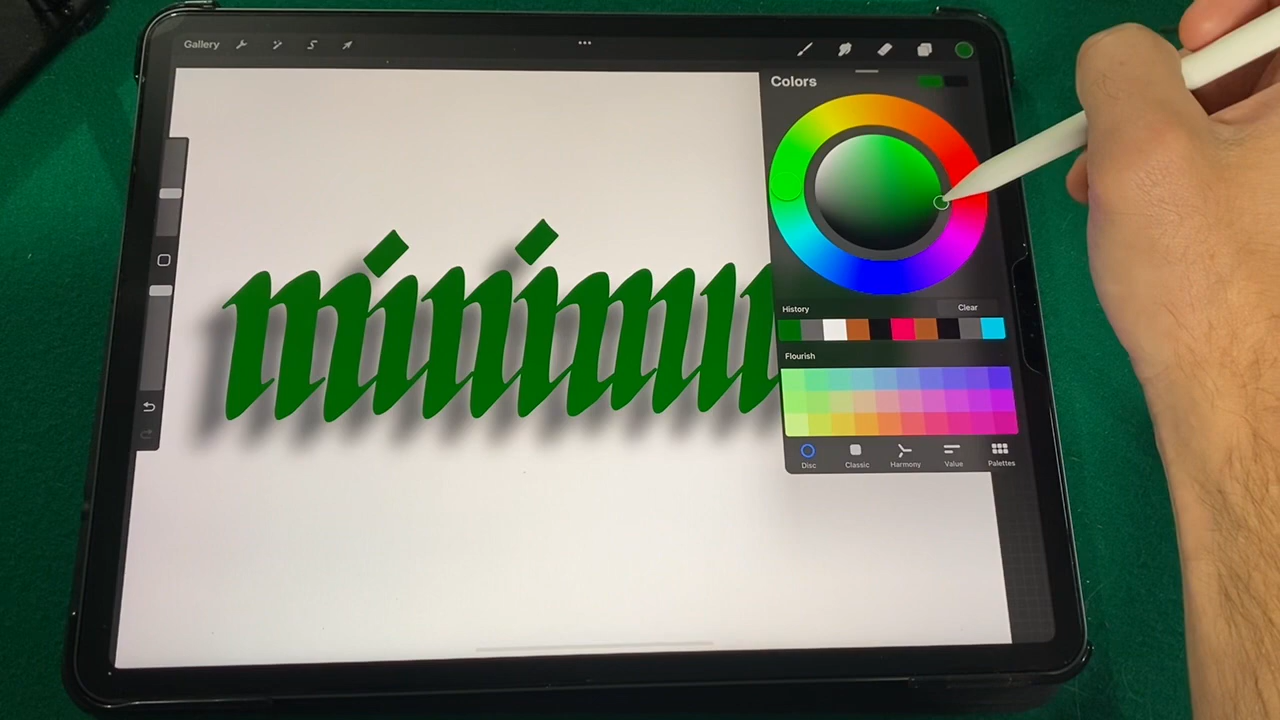 Gallery
Colors
minimu
History
Clear
Flourish
Disc
Classic
Harmony
Value
Palettes